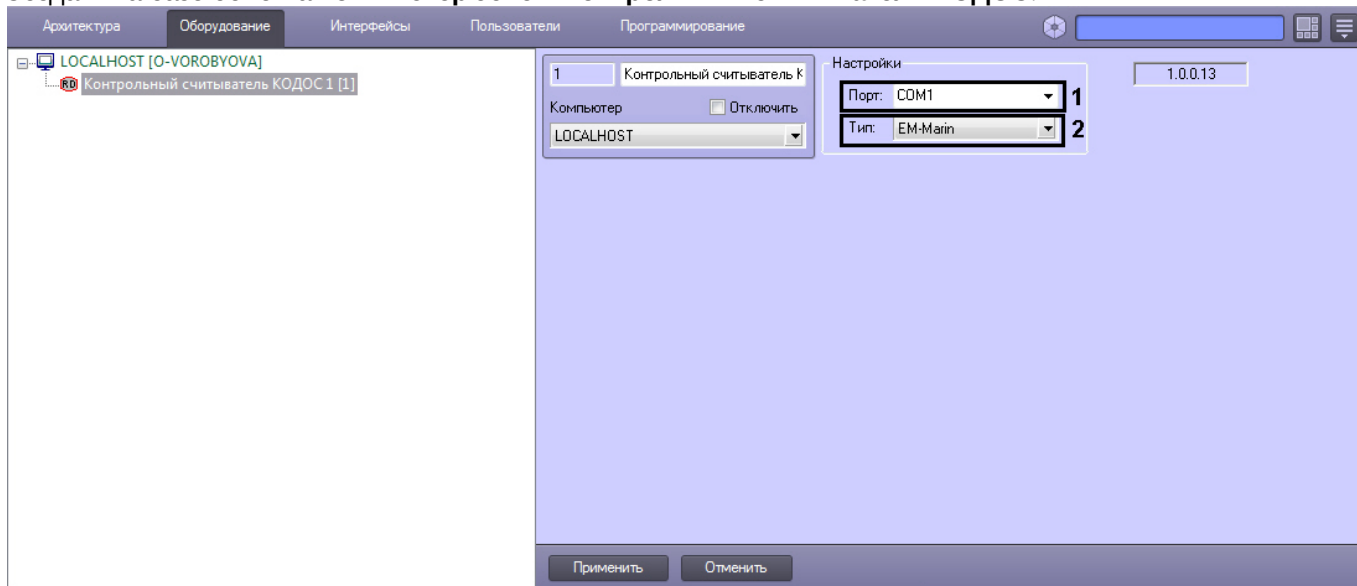 Архитектура Оборудование Интерфейсы Пользователи Программирование
LOCALHOST [O-VOROBYOVA]
RD Контрольный считыватель КОДОС 1 [1]
1 Контрольный считыватель К
Компьютер Отключить
LOCALHOST
Настройки
Порт: COM1 1
Тип: EM-Marin 2
1.0.0.13
Применить Отменить